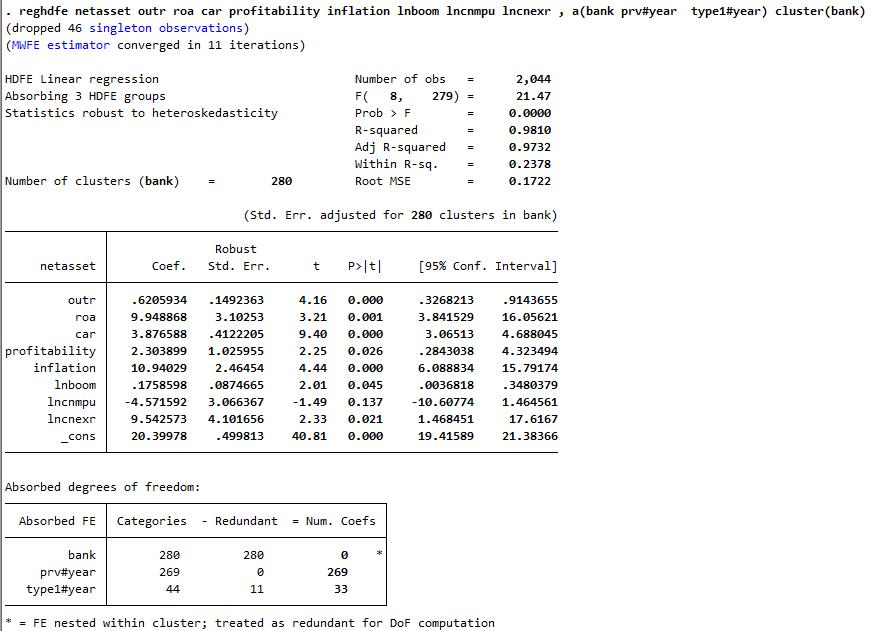 . reghdfe netasset outr roa car profitability inflation lnboom lncnmpu lncnexr , a(bank prv#year type1#year) cluster(bank)
(dropped 46 singleton observations)
(MWFE estimator converged in 11 iterations)
HDFE Linear regression Number of obs = 2,044
Absorbing 3 HDFE groups F( 8, 279) = 21.47
Statistics robust to heteroskedasticity Prob > F = 0.0000
R-squared = 0.9810
Adj R-squared = 0.9732
Within R-sq. = 0.2378
Number of clusters (bank) = 280 Root MSE = 0.1722
(Std. Err. adjusted for 280 clusters in bank)
Robust
netasset Coef. Std. Err. t P>|t| [95% Conf. Interval]
outr .6205934 .1492363 4.16 0.000 .3268213 .9143655
roa 9.948868 3.10253 3.21 0.001 3.841529 16.05621
car 3.876588 .4122205 9.40 0.000 3.06513 4.688045
profitability 2.303899 1.025955 2.25 0.026 .2843038 4.323494
inflation 10.94029 2.46454 4.44 0.000 6.088834 15.79174
lnboom .1758598 .0874665 2.01 0.045 .0036818 .3480379
lncnmpu -4.571592 3.066367 -1.49 0.137 -10.60774 1.464561
lncnexr 9.542573 4.101656 2.33 0.021 1.468451 17.6167
_cons 20.39978 .499813 40.81 0.000 19.41589 21.38366
Absorbed degrees of freedom:
Absorbed FE Categories - Redundant = Num. Coefs
bank 280 280 0 *
prv#year 269 0 269
type1#year 44 11 33
* = FE nested within cluster; treated as redundant for DoF computation